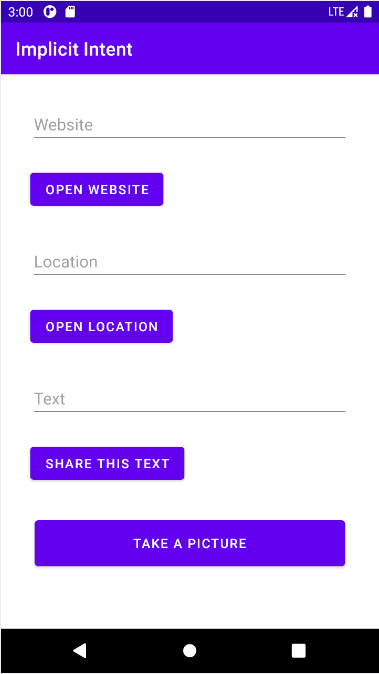 3:00 LTE
Implicit Intent
Website
OPEN WEBSITE
Location
OPEN LOCATION
Text
SHARE THIS TEXT
TAKE A PICTURE